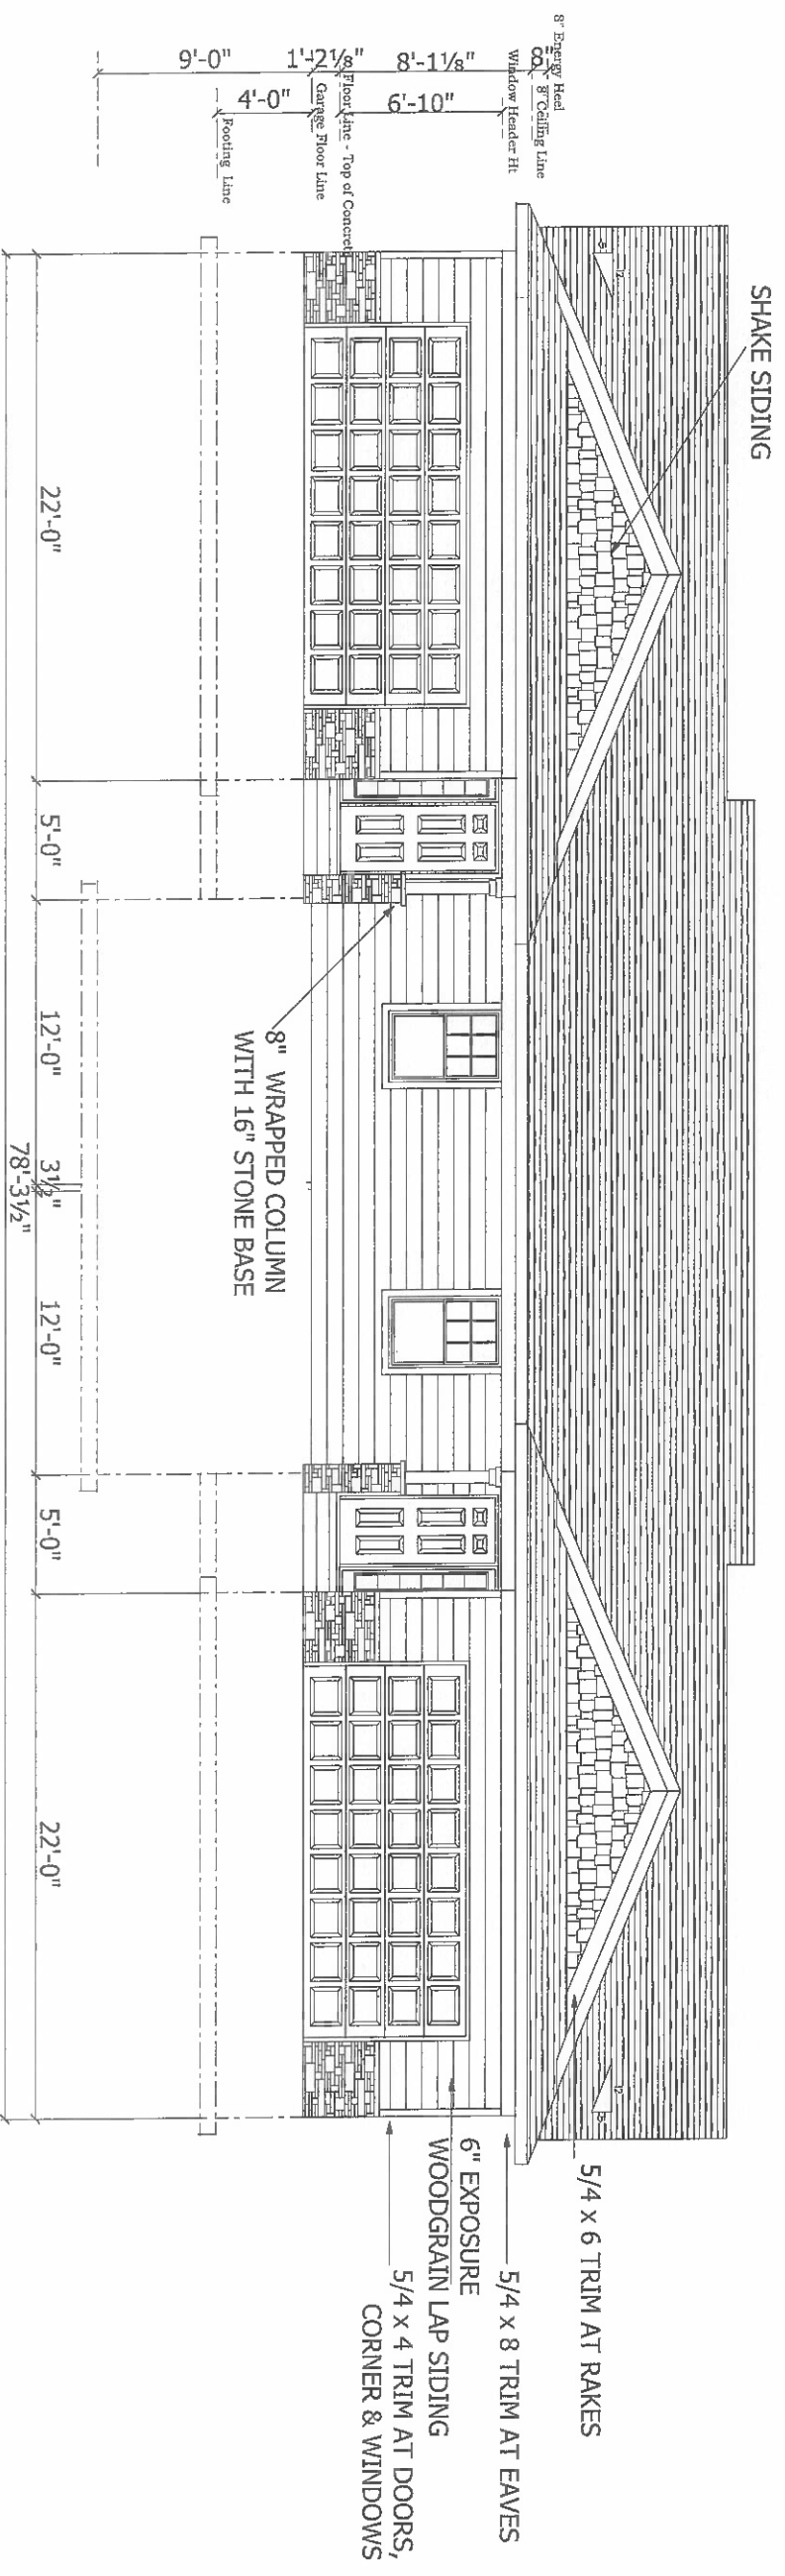 SHAKE SIDING
5
12
12
5
8" Energy Heel
8' Ceiling Line
Window Header Ht
Floor Line - Top of Concrete
Garage Floor Line
Footing Line
8"
8'-1⅛"
1'-2⅛"
9'-0"
6'-10"
4'-0"
8" WRAPPED COLUMN
WITH 16" STONE BASE
5/4 x 6 TRIM AT RAKES
5/4 x 8 TRIM AT EAVES
6" EXPOSURE
WOODGRAIN LAP SIDING
5/4 x 4 TRIM AT DOORS,
CORNER & WINDOWS
22'-0"
5'-0"
12'-0"
3½"
12'-0"
5'-0"
22'-0"
78'-3½"